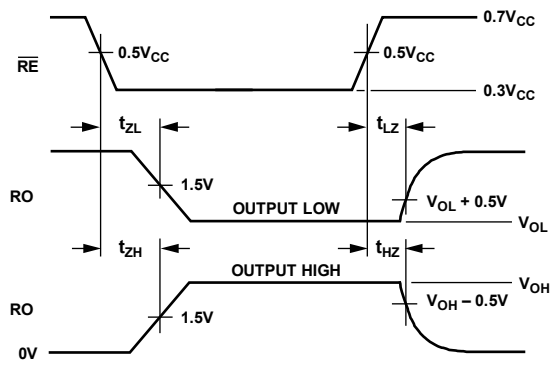 0.7VCC
RE
0.5VCC
0.5VCC
0.3VCC
tZL
tLZ
RO
1.5V
OUTPUT LOW
VOL + 0.5V
VOL
tZH
tHZ
OUTPUT HIGH
VOH
RO
1.5V
VOH – 0.5V
0V